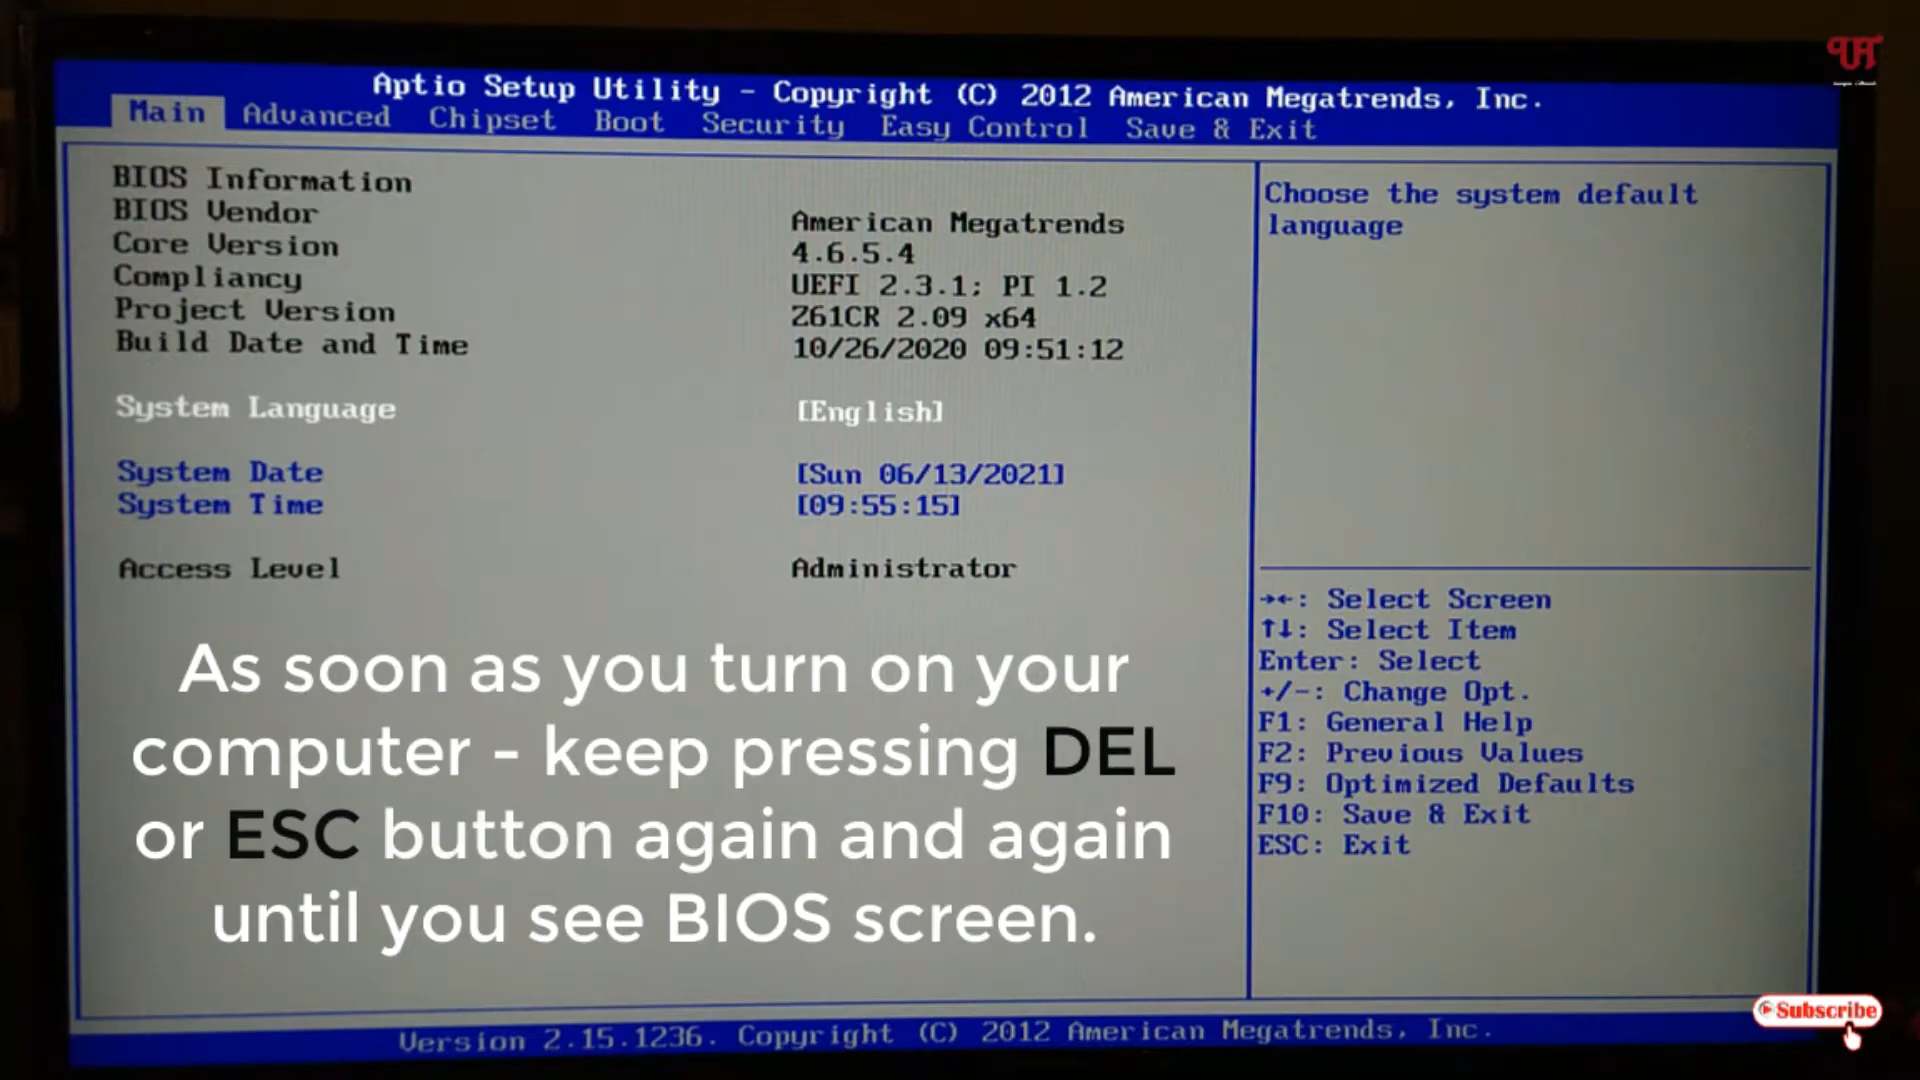 Aptio Setup Utility - Copyright (C) 2012 American Megatrends, Inc.
Main Advanced Chipset Boot Security Easy Control Save & Exit
BIOS Information
BIOS Vendor American Megatrends
Core Version 4.6.5.4
Compliancy UEFI 2.3.1; PI 1.2
Project Version Z61CR 2.09 x64
Build Date and Time 10/26/2020 09:51:12
System Language [English]
System Date [Sun 06/13/2021]
System Time [09:55:15]
Access Level Administrator
Choose the system default
language
→←: Select Screen
↑↓: Select Item
Enter: Select
+/-: Change Opt.
F1: General Help
F2: Previous Values
F9: Optimized Defaults
F10: Save & Exit
ESC: Exit
As soon as you turn on your
computer - keep pressing DEL
or ESC button again and again
until you see BIOS screen.
Version 2.15.1236. Copyright (C) 2012 American Megatrends, Inc.
Subscribe